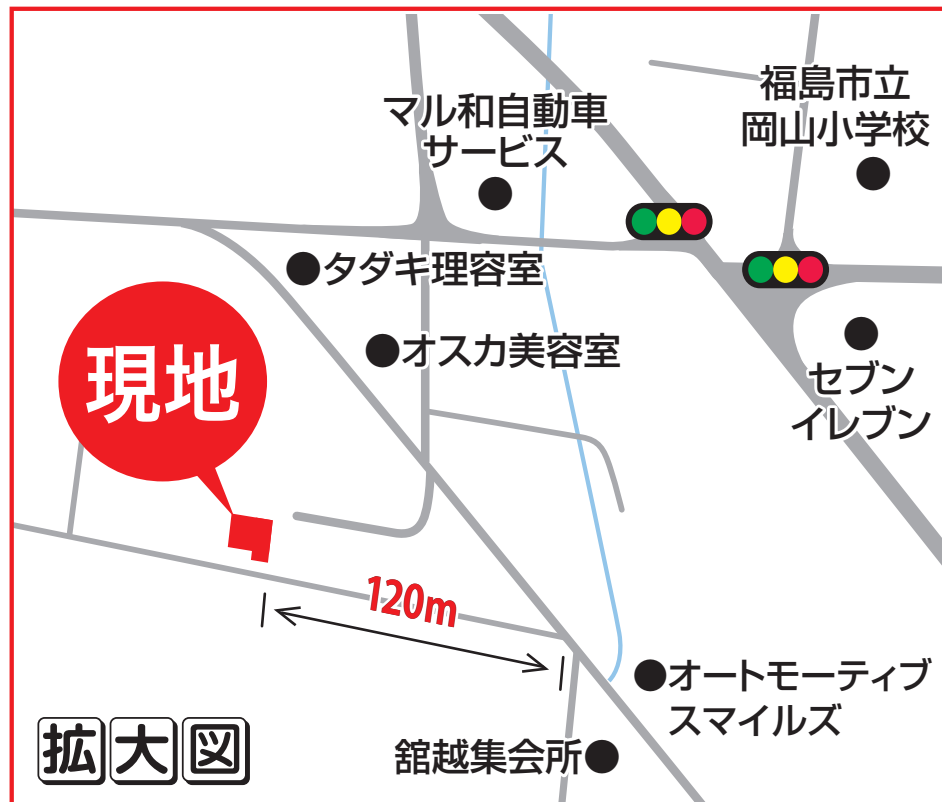 福島市立
岡山小学校
マル和自動車
サービス
タダキ理容室
オスカ美容室
現地
セブン
イレブン
120m
オートモーティブ
スマイルズ
舘越集会所
拡大図